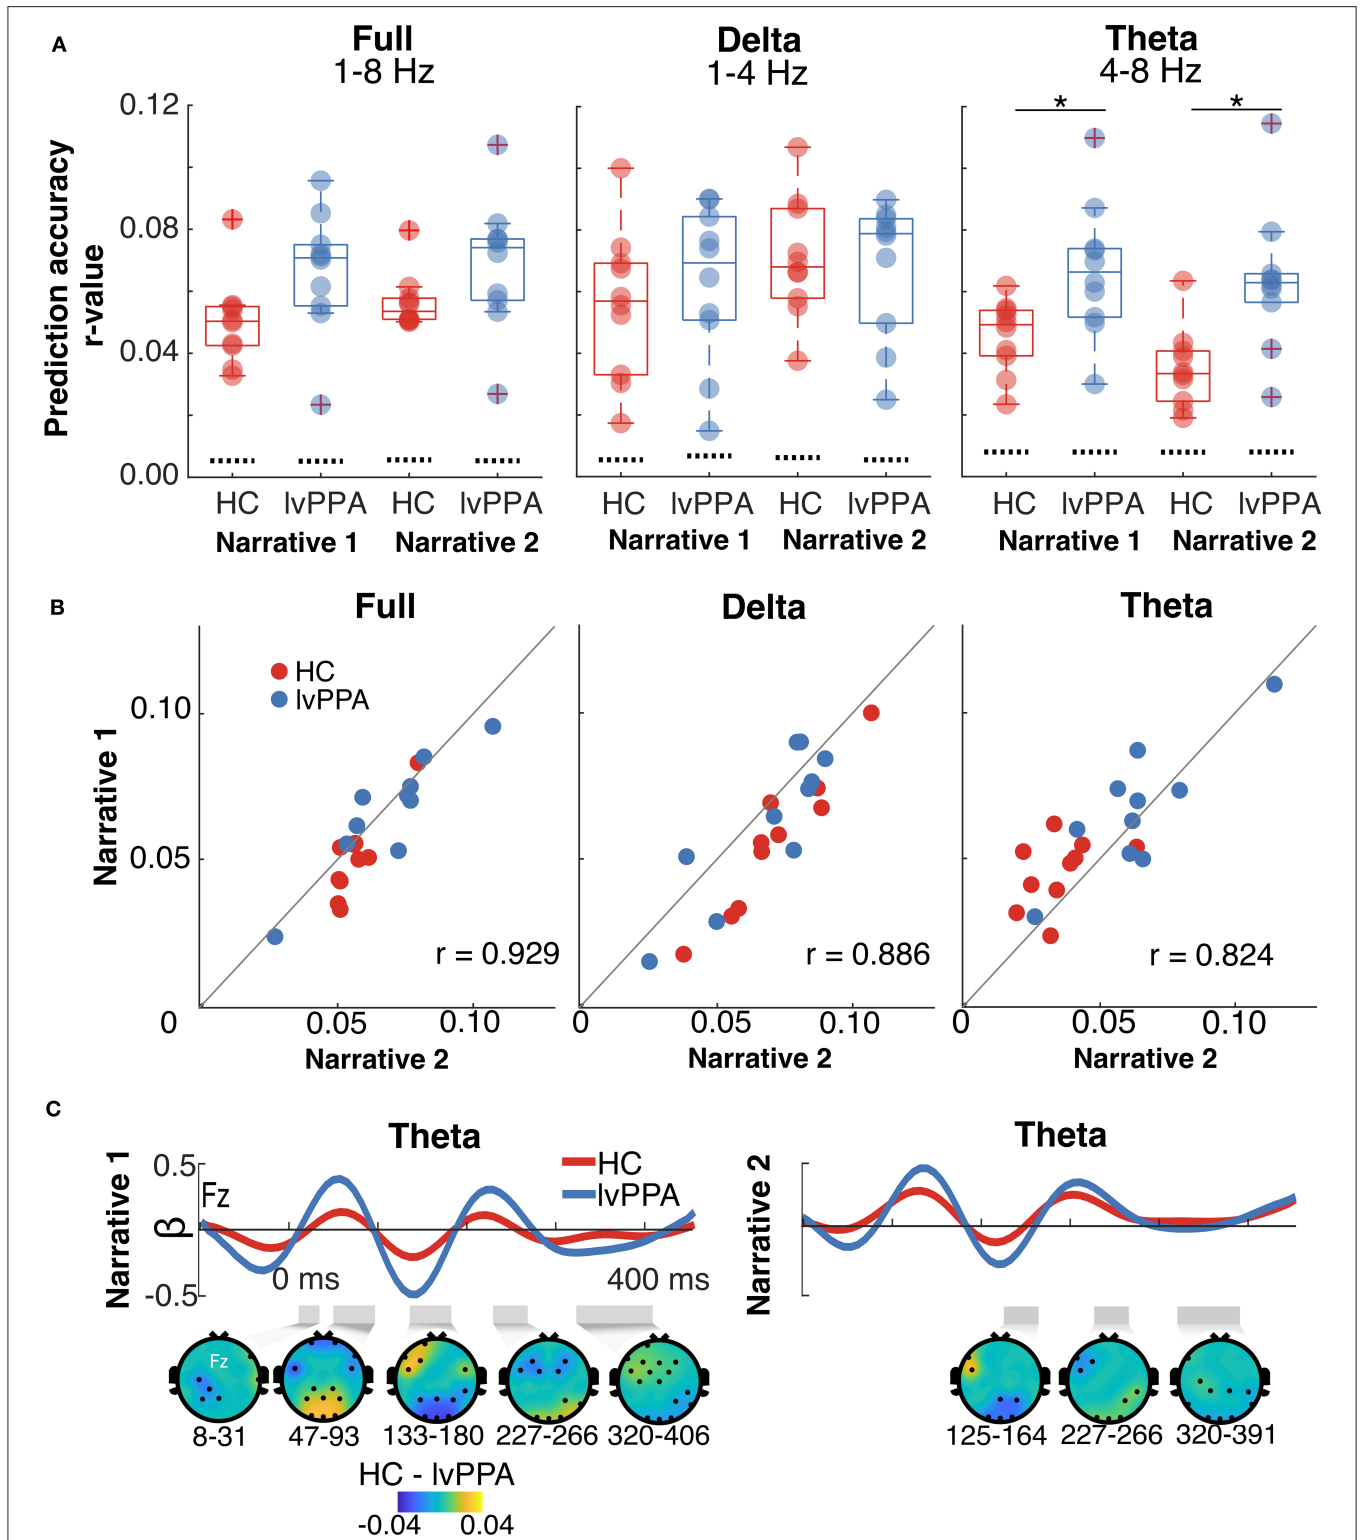 A
Full
1-8 Hz
Delta
1-4 Hz
Theta
4-8 Hz
Prediction accuracy
r-value
0.12
0.08
0.04
0.00
* *
HC lvPPA HC lvPPA
Narrative 1 Narrative 2
HC lvPPA HC lvPPA
Narrative 1 Narrative 2
HC lvPPA HC lvPPA
Narrative 1 Narrative 2
B
Full Delta Theta
HC
lvPPA
Narrative 1
0.10
0.05
r = 0.929
r = 0.886
r = 0.824
0 0.05 0.10
0 0.05 0.10
0 0.05 0.10
Narrative 2 Narrative 2 Narrative 2
C
Theta
Narrative 1
0.5
Fz
β
-0.5
HC
lvPPA
0 ms
400 ms
Theta
Narrative 2
Fz
8-31 47-93 133-180 227-266 320-406
125-164 227-266 320-391
HC - lvPPA
-0.04 0.04